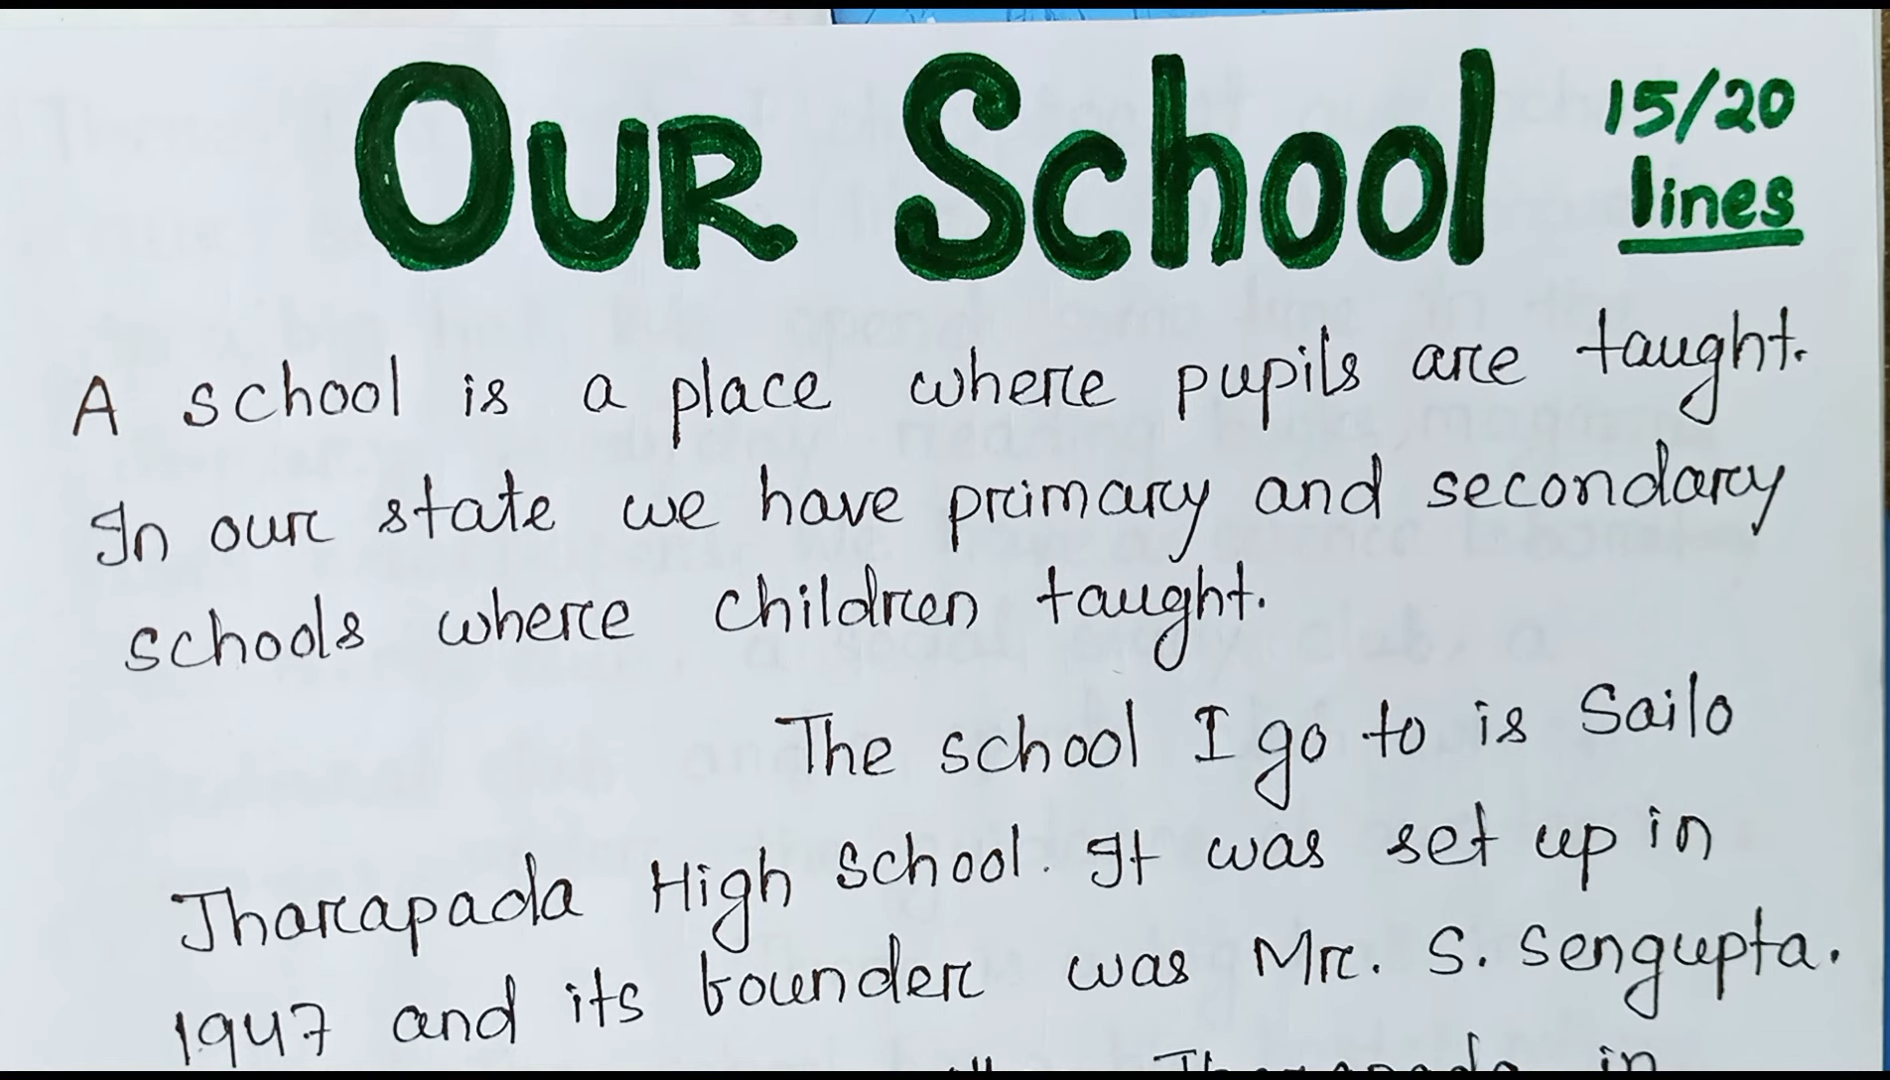 OUR School
15/20
lines
A school is a place where pupils are taught.
In our state we have primary and secondary
schools where children taught.
The school I go to is Sailo
Jharapada High School. It was set up in
1947 and its founder was Mr. S. Sengupta.
in